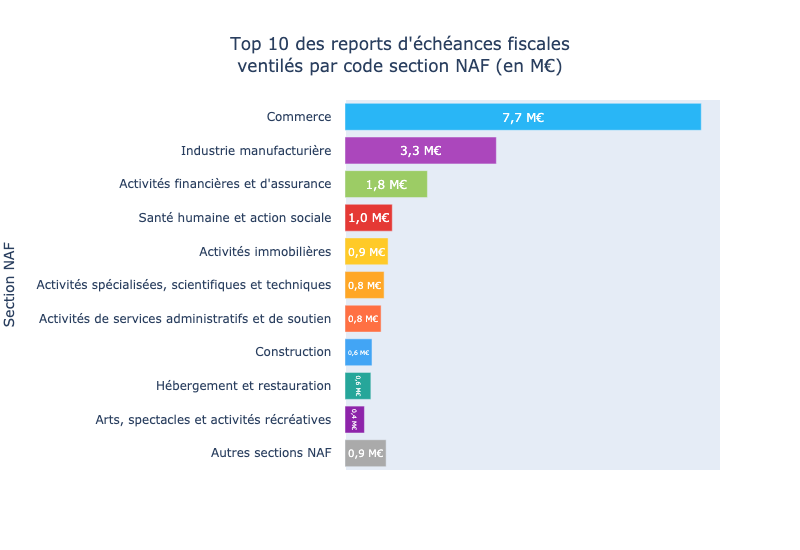 Top 10 des reports d'échéances fiscales
ventilés par code section NAF (en M€)
Section NAF
Commerce 7,7 M€
Industrie manufacturière 3,3 M€
Activités financières et d'assurance 1,8 M€
Santé humaine et action sociale 1,0 M€
Activités immobilières 0,9 M€
Activités spécialisées, scientifiques et techniques 0,8 M€
Activités de services administratifs et de soutien 0,8 M€
Construction 0,6 M€
Hébergement et restauration 0,6 M€
Arts, spectacles et activités récréatives 0,4 M€
Autres sections NAF 0,9 M€